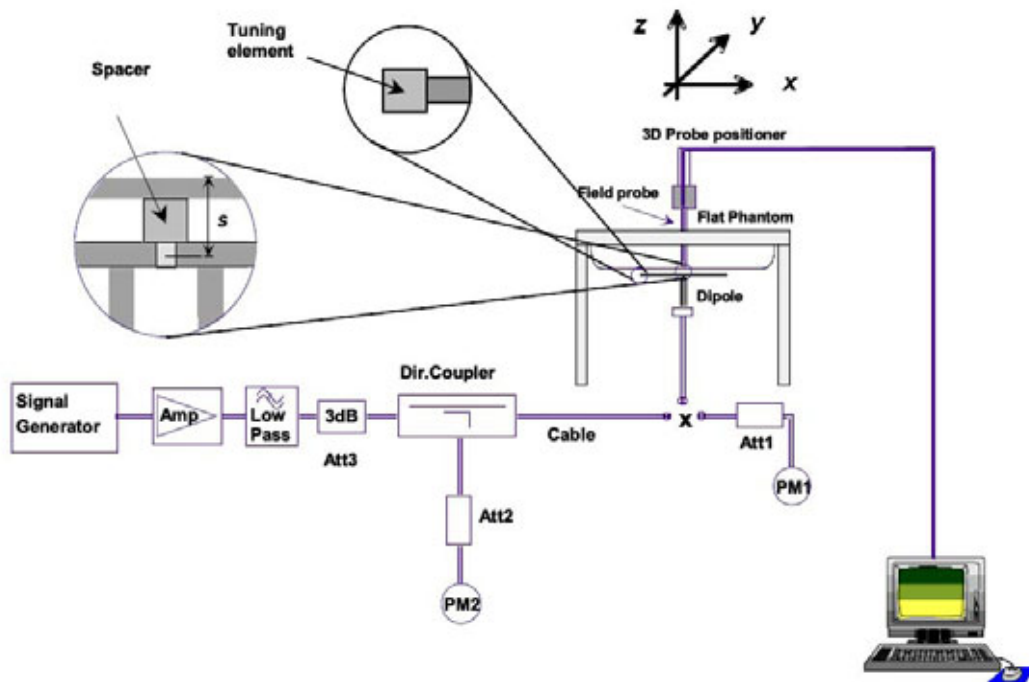 Tuning
element
Spacer
s
z
y
x
3D Probe positioner
Field probe
Flat Phantom
Dipole
Dir.Coupler
Signal
Generator
Amp
Low
Pass
3dB
Att3
Cable
x
Att1
PM1
Att2
PM2